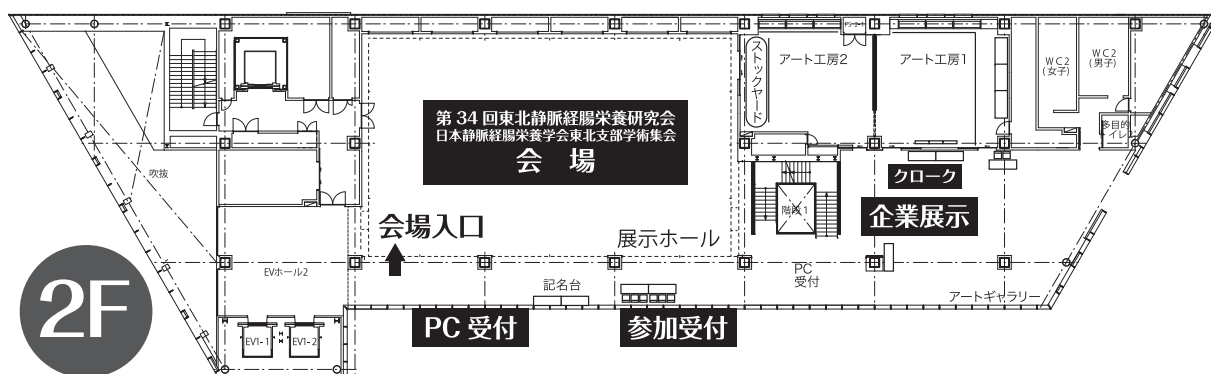 PS-2-1
ストックヤード
アート工房2
アート工房1
WC2
(女子)
WC2
(男子)
多目的
トイレ2
第34回東北静脈経腸栄養研究会
日本静脈経腸栄養学会東北支部学術集会
会 場
吹抜
クローク
階段1
企業展示
会場入口
展示ホール
EVホール2
PC
受付
記名台
アートギャラリー
2F
PC 受付
参加受付
EV1-1
EV1-2